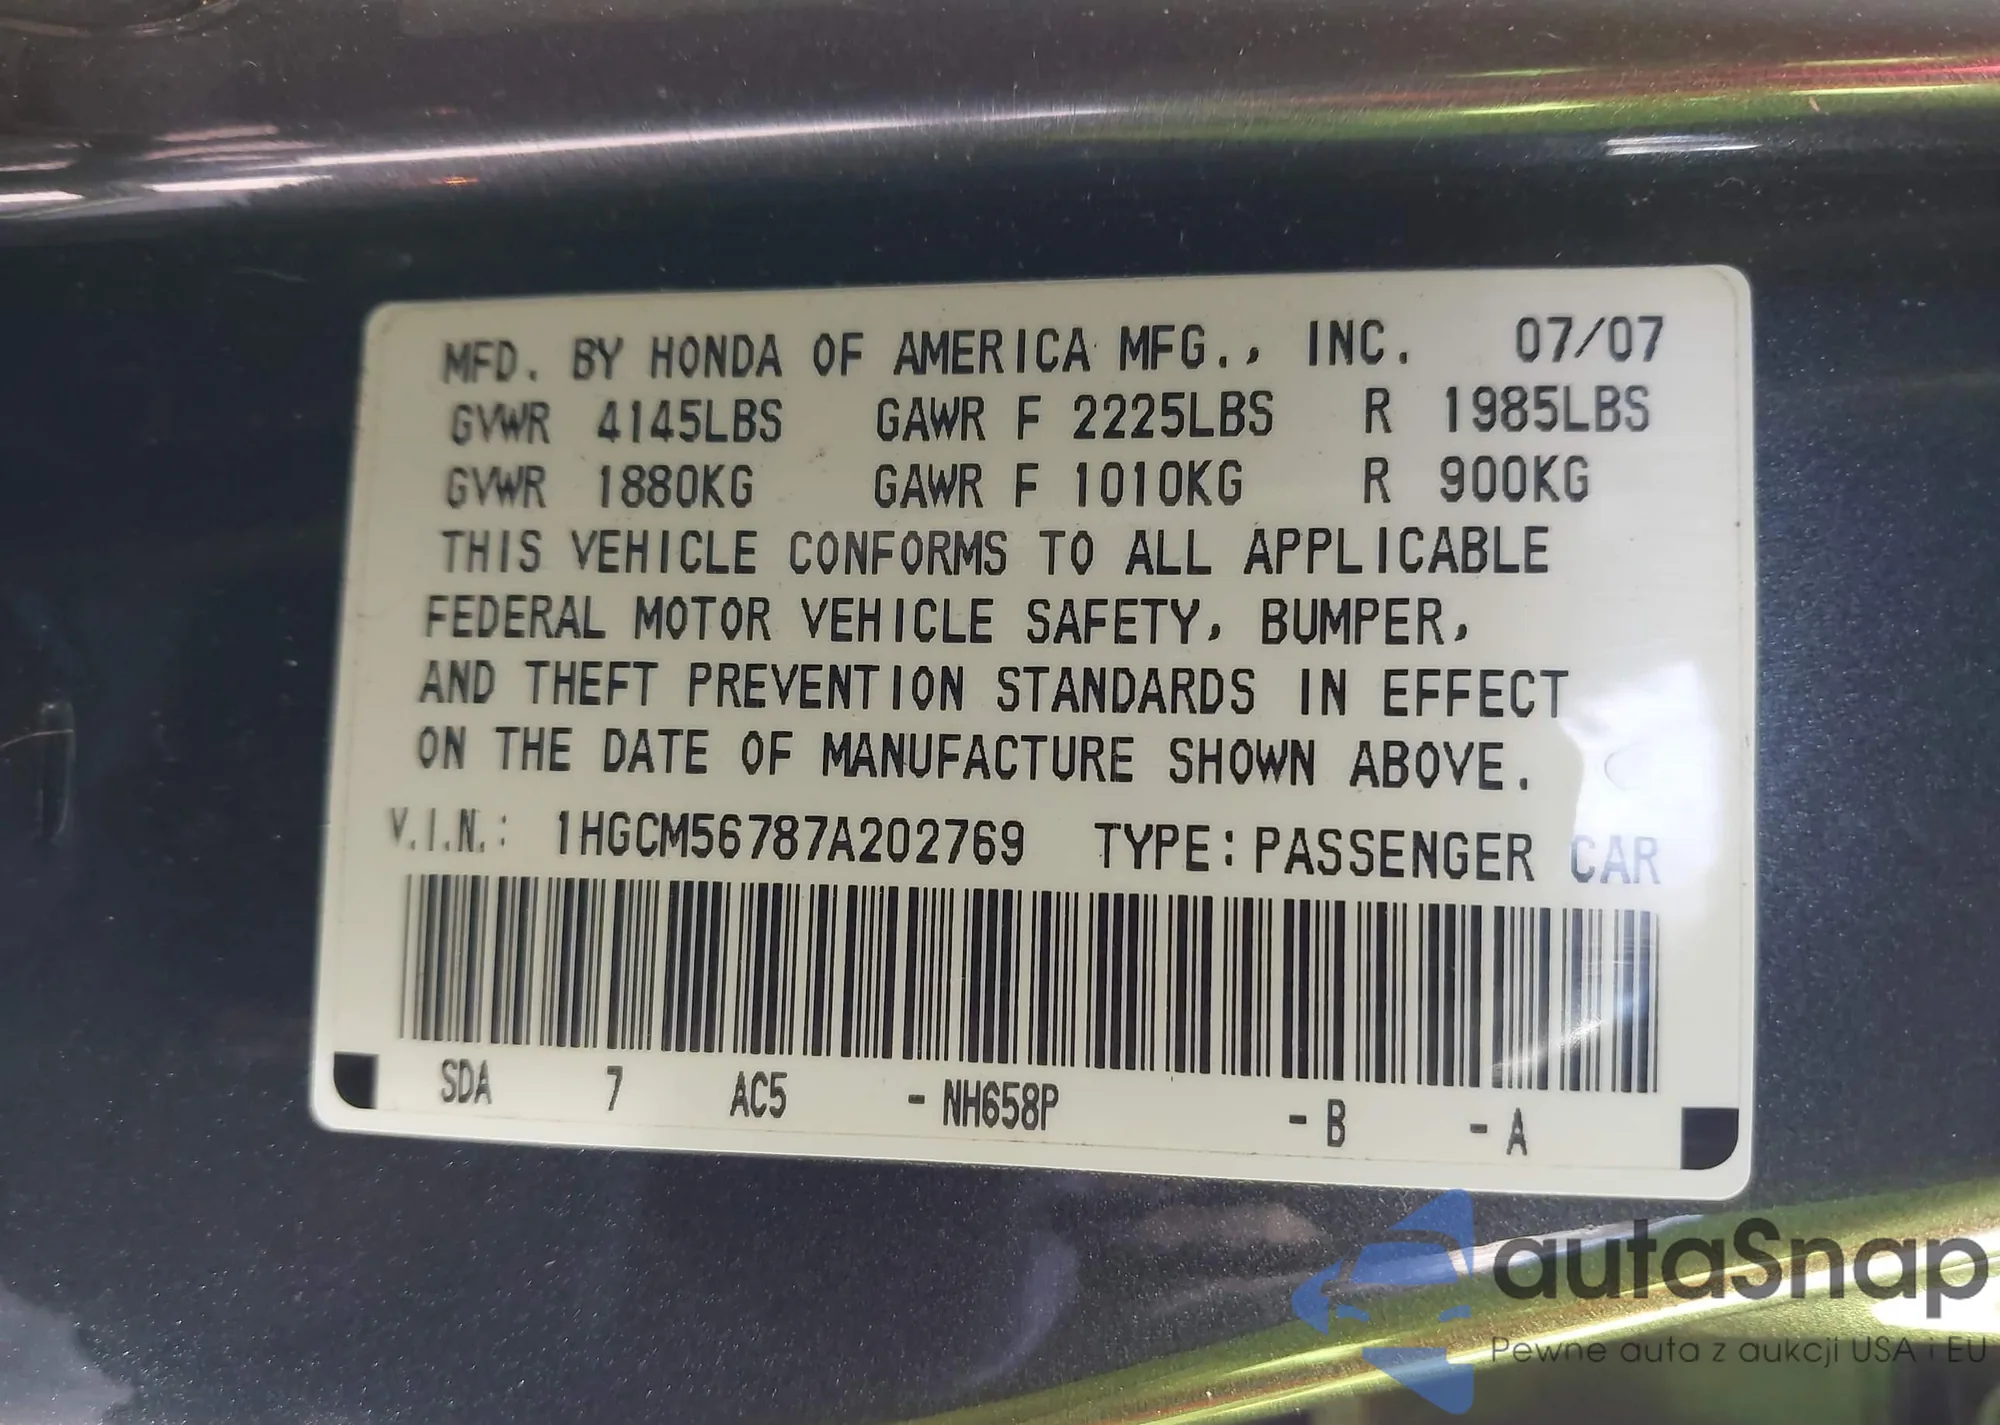 MFD. BY HONDA OF AMERICA MFG., INC. 07/07
GVWR 4145LBS GAWR F 2225LBS R 1985LBS
GVWR 1880KG GAWR F 1010KG R 900KG
THIS VEHICLE CONFORMS TO ALL APPLICABLE
FEDERAL MOTOR VEHICLE SAFETY, BUMPER,
AND THEFT PREVENTION STANDARDS IN EFFECT
ON THE DATE OF MANUFACTURE SHOWN ABOVE.
V.I.N.: 1HGCM56787A202769 TYPE: PASSENGER CAR
SDA 7 AC5 - NH658P - B - A
autaSnap
Pewne auta z aukcji USA i EU